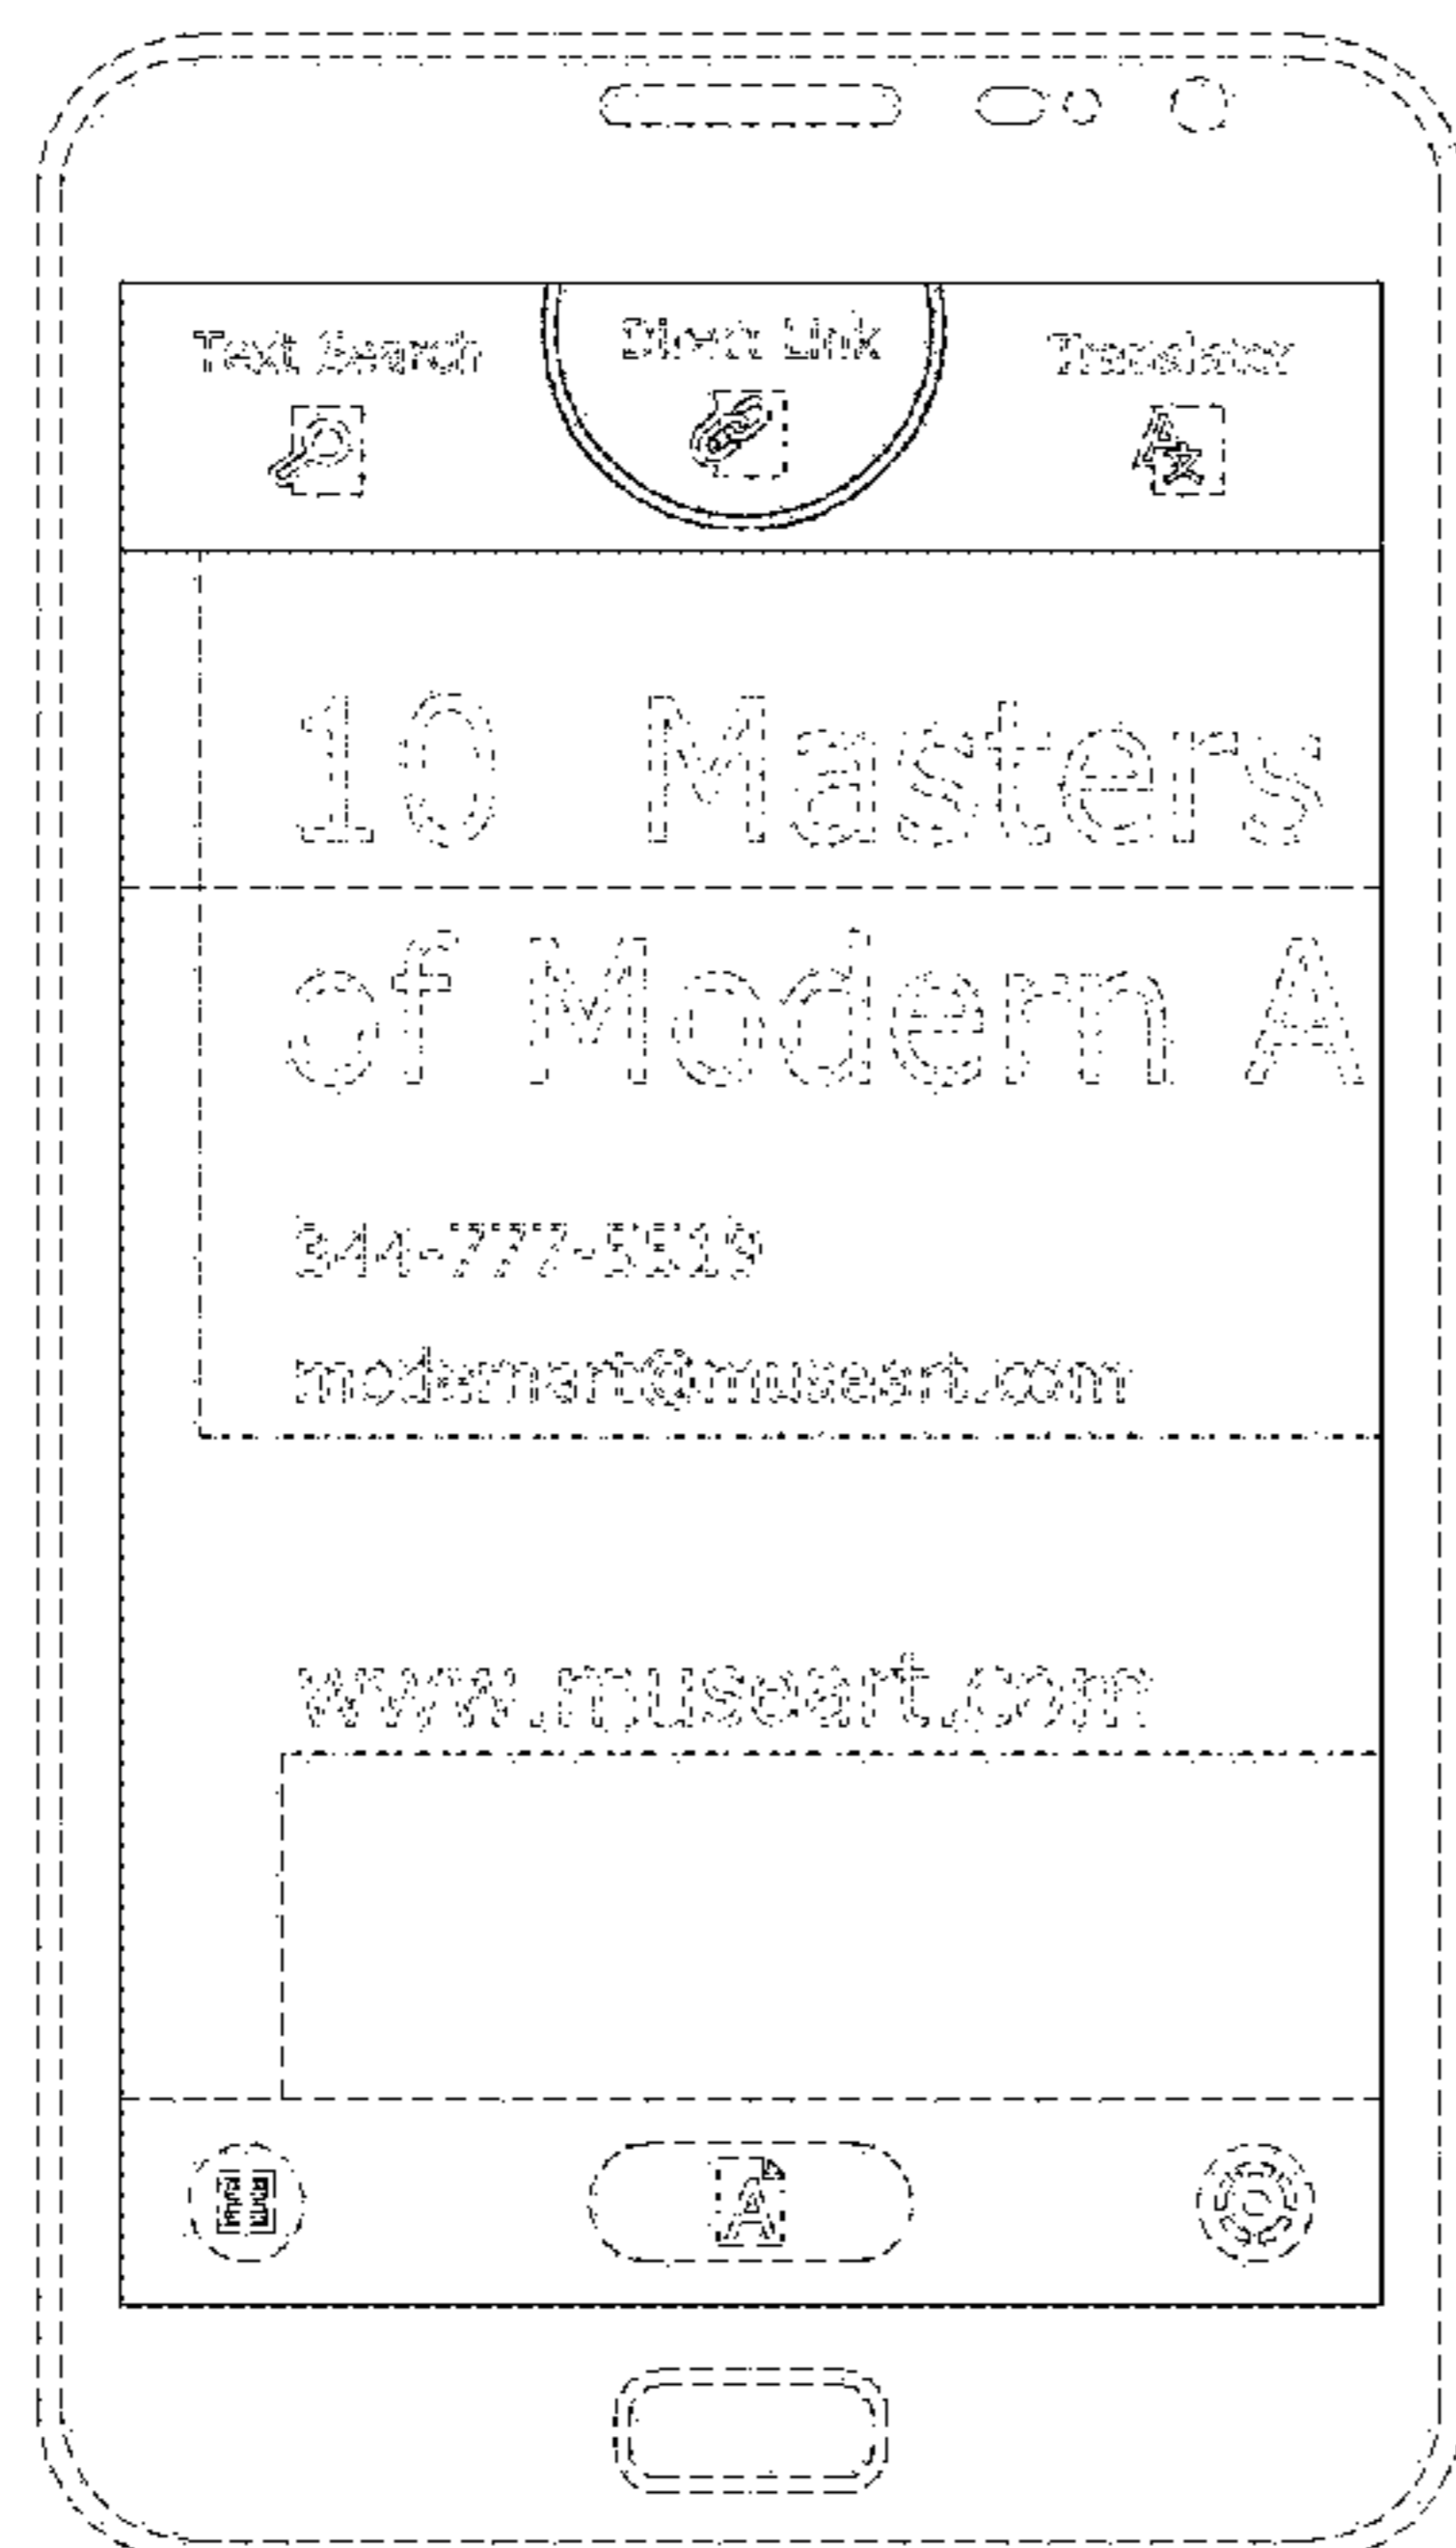 Text Search Direct Link Translator
10 Masters
of Modern A
344-777-5519
modernart@museart.com
www.museart.com
A